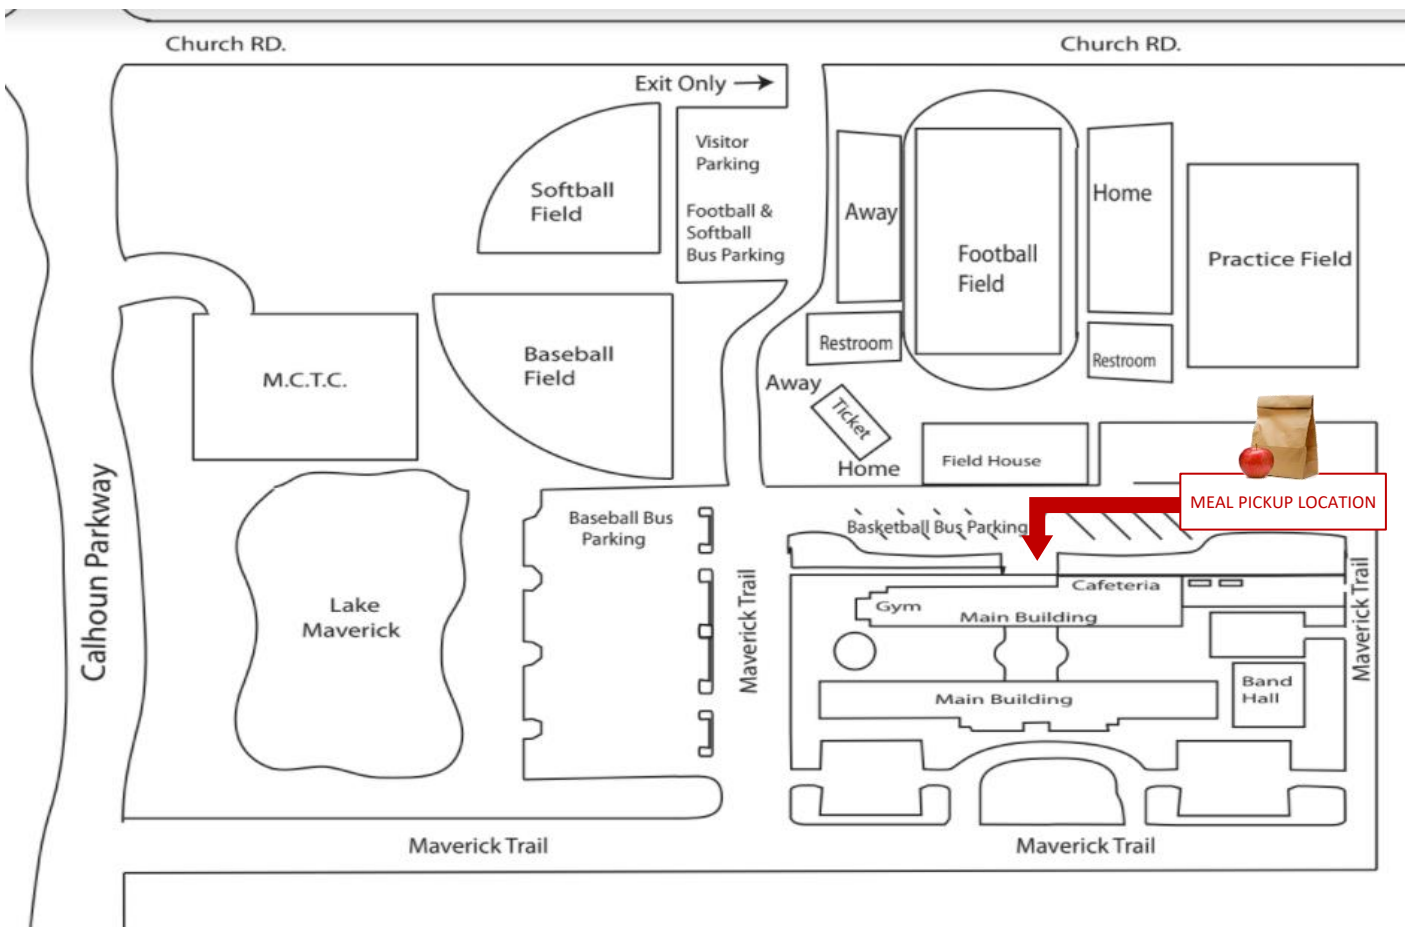 Church RD.
Church RD.
Exit Only
Visitor
Parking
Football &
Softball
Bus Parking
Softball
Field
Away
Home
Football
Field
Practice Field
Restroom
Restroom
Baseball
Field
M.C.T.C.
Away
Ticket
Home
Field House
MEAL PICKUP LOCATION
Calhoun Parkway
Baseball Bus
Parking
Basketball Bus Parking
Lake
Maverick
Maverick Trail
Cafeteria
Gym
Main Building
Maverick Trail
Main Building
Band
Hall
Maverick Trail
Maverick Trail